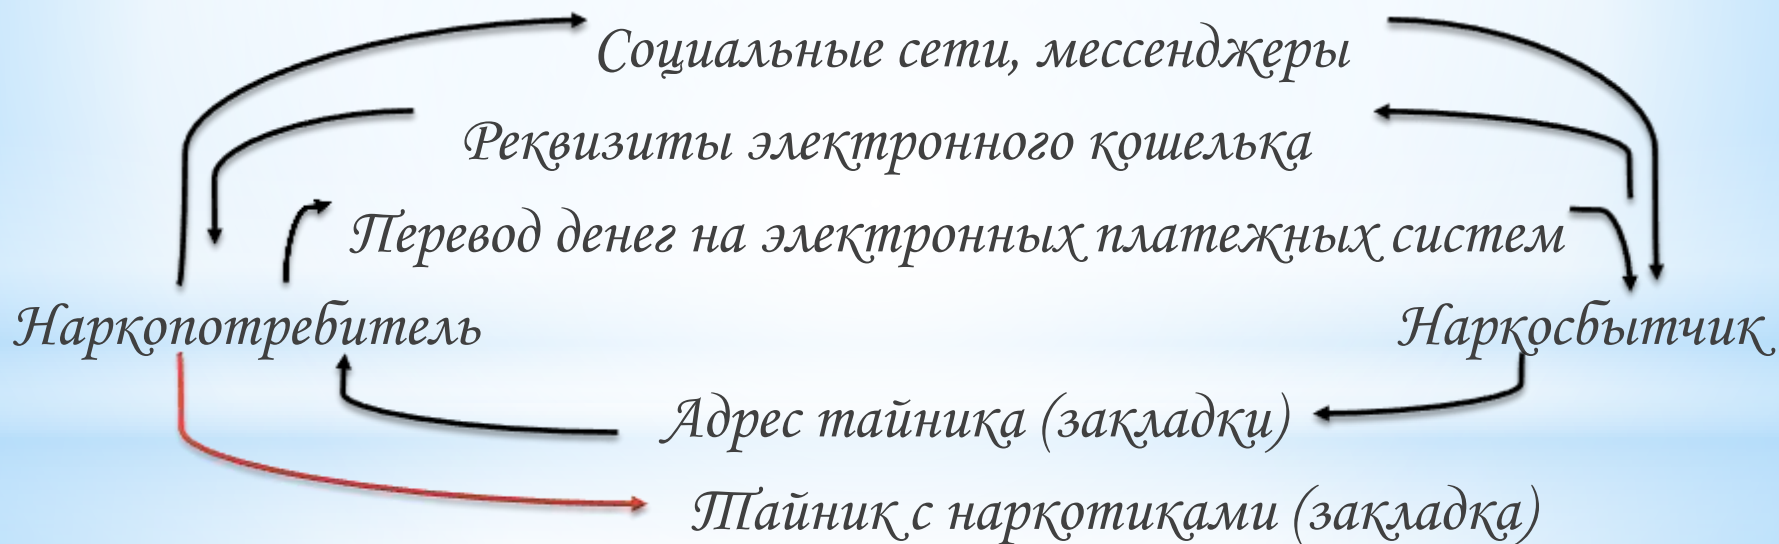 Социальные сети, мессенджеры
Реквизиты электронного кошелька
Перевод денег на электронных платежных систем
Наркопотребитель
Наркосбытчик
Адрес тайника (закладки)
Тайник с наркотиками (закладка)